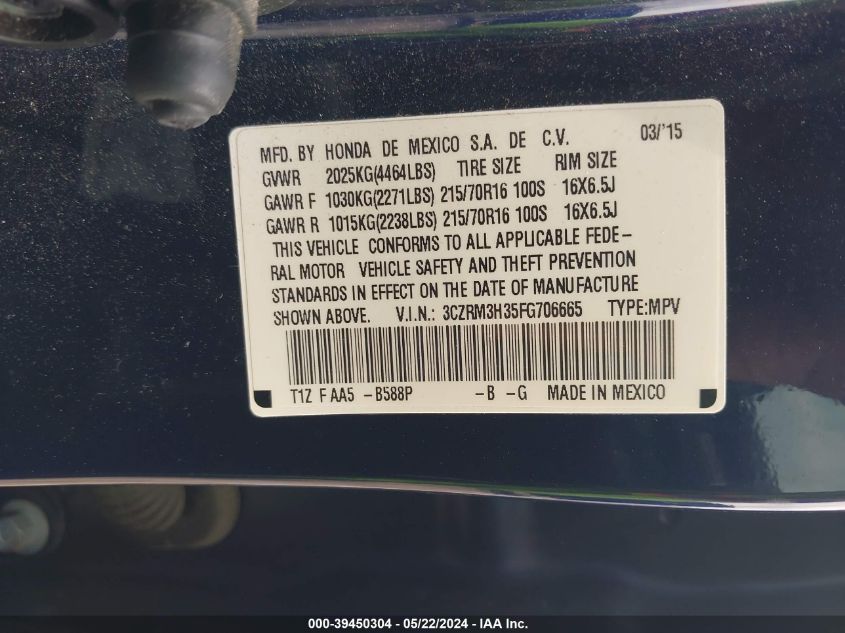 03/'15
MFD. BY HONDA DE MEXICO S.A. DE C.V.
GVWR 2025KG(4464LBS) TIRE SIZE RIM SIZE
GAWR F 1030KG(2271LBS) 215/70R16 100S 16X6.5J
GAWR R 1015KG(2238LBS) 215/70R16 100S 16X6.5J
THIS VEHICLE CONFORMS TO ALL APPLICABLE FEDE-
RAL MOTOR VEHICLE SAFETY AND THEFT PREVENTION
STANDARDS IN EFFECT ON THE DATE OF MANUFACTURE
SHOWN ABOVE. V.I.N.: 3CZRM3H35FG706665 TYPE:MPV
T1Z F AA5 -B588P -B -G MADE IN MEXICO
000-39450304 - 05/22/2024 - IAA Inc.